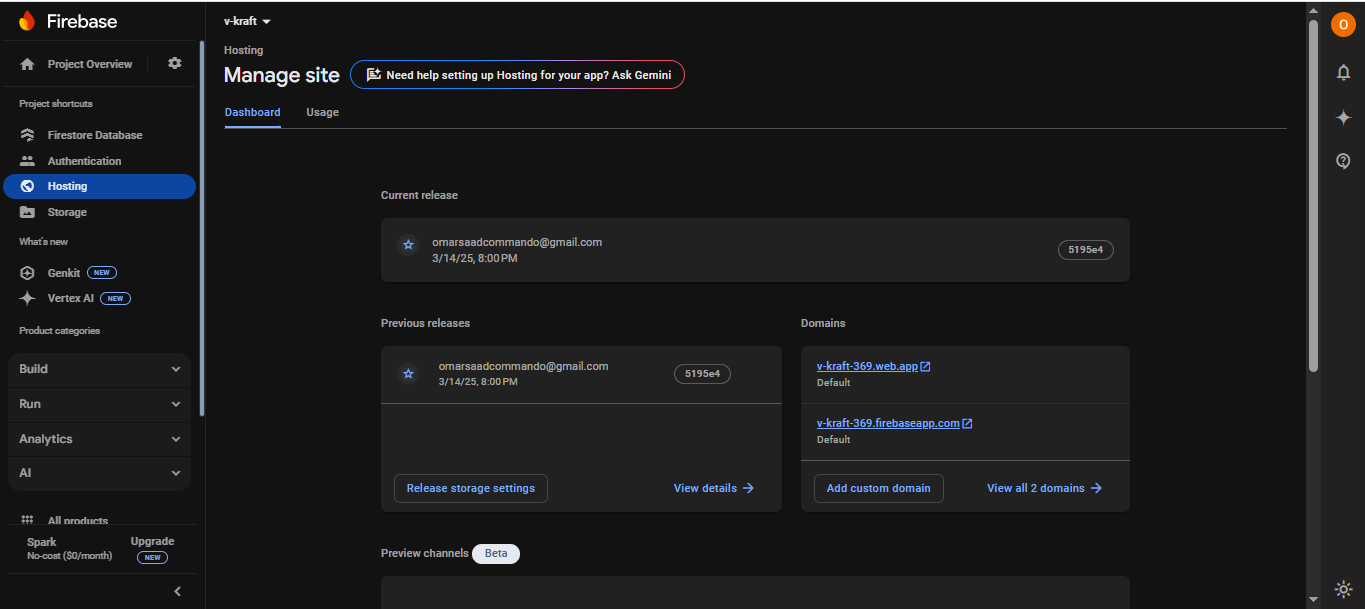 Firebase
Project Overview
Project shortcuts
Firestore Database
Authentication
Hosting
Storage
What's new
Genkit NEW
Vertex AI NEW
Product categories
Build
Run
Analytics
AI
All products
Spark
No-cost ($0/month)
Upgrade
NEW
v-kraft
Hosting
Manage site
Need help setting up Hosting for your app? Ask Gemini
Dashboard
Usage
Current release
omarsaadcommando@gmail.com
3/14/25, 8:00 PM
5195e4
Previous releases
omarsaadcommando@gmail.com
3/14/25, 8:00 PM
5195e4
Release storage settings
View details
Domains
v-kraft-369.web.app
Default
v-kraft-369.firebaseapp.com
Default
Add custom domain
View all 2 domains
Preview channels Beta
O